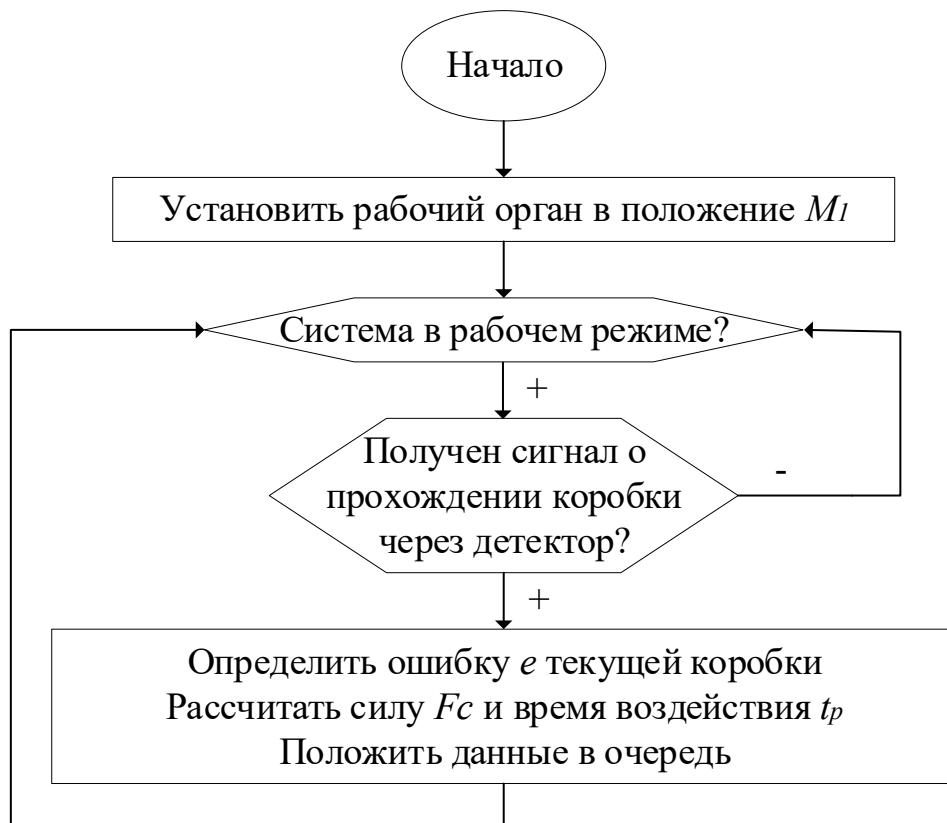 Начало
Установить рабочий орган в положение M1
Система в рабочем режиме?
+
Получен сигнал о
прохождении коробки
через детектор?
-
+
Определить ошибку e текущей коробки
Рассчитать силу Fc и время воздействия tp
Положить данные в очередь